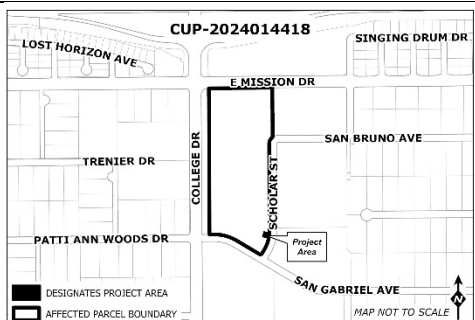 CUP-2024014418
LOST HORIZON AVE
SINGING DRUM DR
E MISSION DR
SAN BRUNO AVE
TRENIER DR
COLLEGE DR
SCHOLAR ST
PATTI ANN WOODS DR
Project
Area
SAN GABRIEL AVE
DESIGNATES PROJECT AREA
AFFECTED PARCEL BOUNDARY
MAP NOT TO SCALE
N